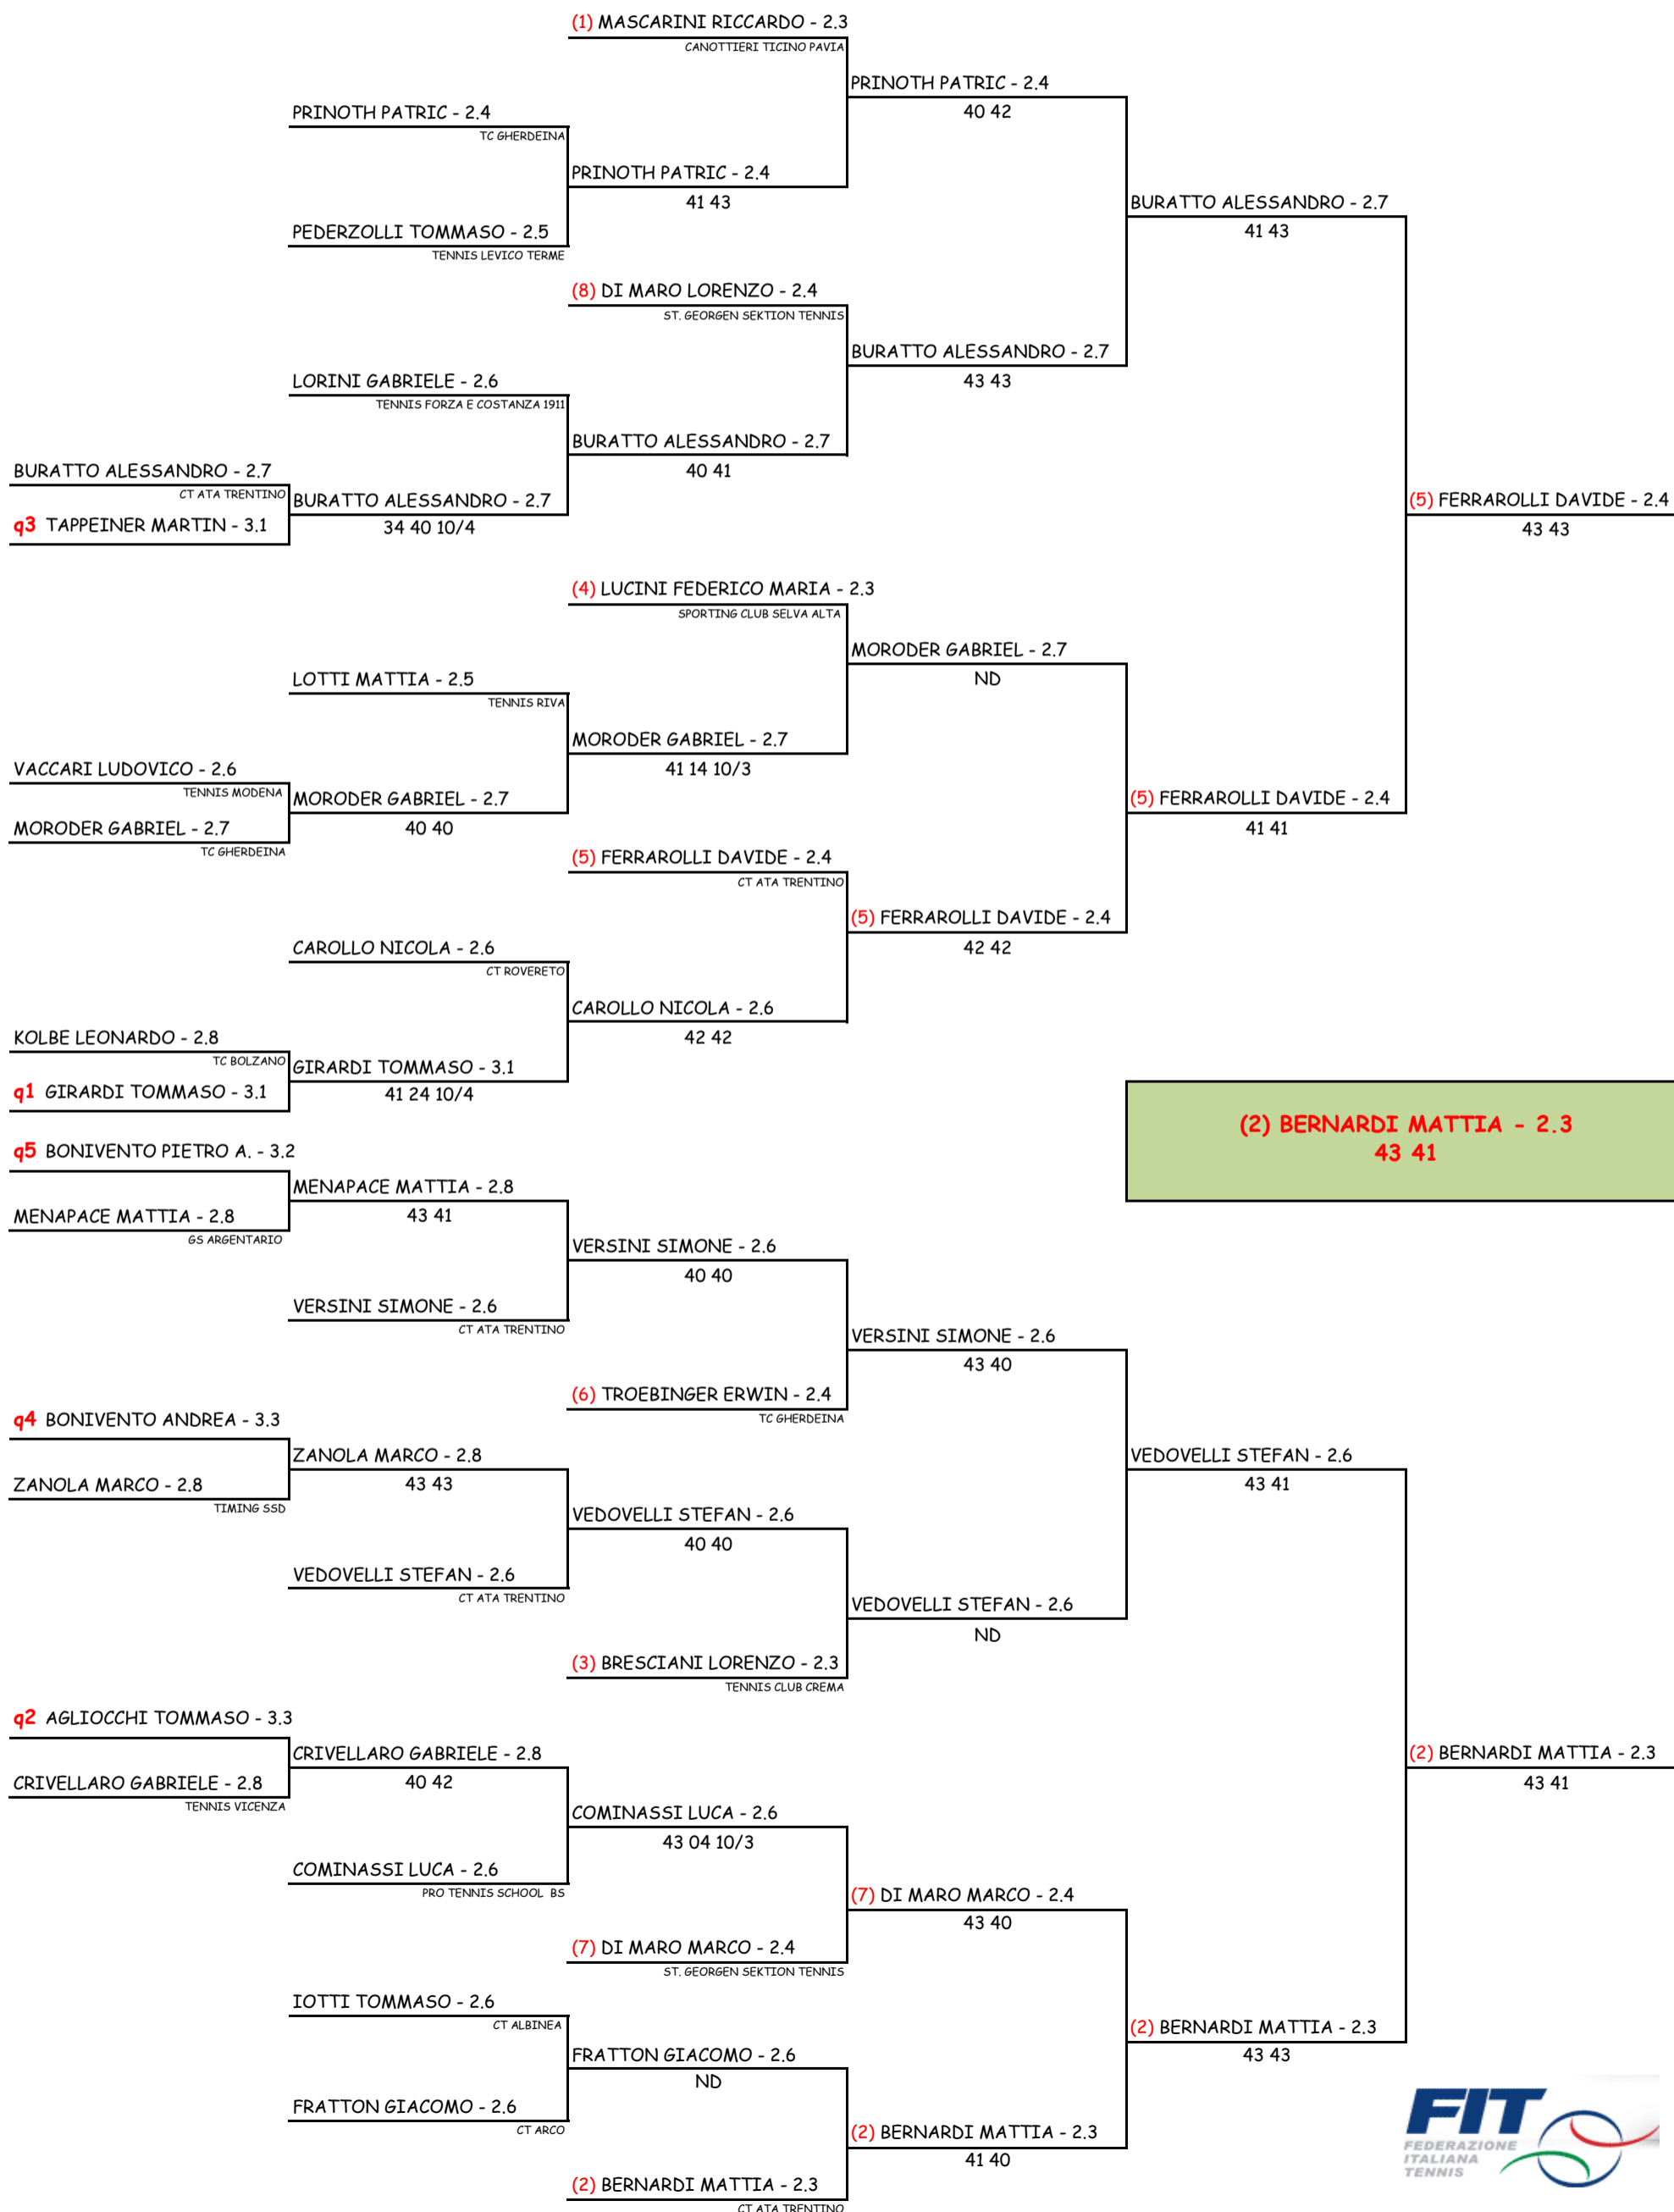 (1) MASCARINI RICCARDO - 2.3
CANOTTIERI TICINO PAVIA
PRINOTH PATRIC - 2.4
40 42
PRINOTH PATRIC - 2.4
TC GHERDEINA
PRINOTH PATRIC - 2.4
41 43
BURATTO ALESSANDRO - 2.7
41 43
PEDERZOLLI TOMMASO - 2.5
TENNIS LEVICO TERME
(8) DI MARO LORENZO - 2.4
ST. GEORGEN SEKTION TENNIS
BURATTO ALESSANDRO - 2.7
43 43
LORINI GABRIELE - 2.6
TENNIS FORZA E COSTANZA 1911
BURATTO ALESSANDRO - 2.7
40 41
BURATTO ALESSANDRO - 2.7
CT ATA TRENTINO
BURATTO ALESSANDRO - 2.7
34 40 10/4
(5) FERRAROLLI DAVIDE - 2.4
43 43
q3 TAPPEINER MARTIN - 3.1
(4) LUCINI FEDERICO MARIA - 2.3
SPORTING CLUB SELVA ALTA
MORODER GABRIEL - 2.7
ND
LOTTI MATTIA - 2.5
TENNIS RIVA
MORODER GABRIEL - 2.7
41 14 10/3
VACCARI LUDOVICO - 2.6
TENNIS MODENA
MORODER GABRIEL - 2.7
40 40
(5) FERRAROLLI DAVIDE - 2.4
41 41
MORODER GABRIEL - 2.7
TC GHERDEINA
(5) FERRAROLLI DAVIDE - 2.4
CT ATA TRENTINO
(5) FERRAROLLI DAVIDE - 2.4
42 42
CAROLLO NICOLA - 2.6
CT ROVERETO
CAROLLO NICOLA - 2.6
42 42
KOLBE LEONARDO - 2.8
TC BOLZANO
GIRARDI TOMMASO - 3.1
41 24 10/4
q1 GIRARDI TOMMASO - 3.1
(2) BERNARDI MATTIA - 2.3
43 41
q5 BONIVENTO PIETRO A. - 3.2
MENAPACE MATTIA - 2.8
43 41
MENAPACE MATTIA - 2.8
GS ARGENTARIO
VERSINI SIMONE - 2.6
40 40
VERSINI SIMONE - 2.6
CT ATA TRENTINO
VERSINI SIMONE - 2.6
43 40
(6) TROEBINGER ERWIN - 2.4
TC GHERDEINA
q4 BONIVENTO ANDREA - 3.3
ZANOLA MARCO - 2.8
43 43
VEDOVELLI STEFAN - 2.6
43 41
ZANOLA MARCO - 2.8
TIMING SSD
VEDOVELLI STEFAN - 2.6
40 40
VEDOVELLI STEFAN - 2.6
CT ATA TRENTINO
VEDOVELLI STEFAN - 2.6
ND
(3) BRESCIANI LORENZO - 2.3
TENNIS CLUB CREMA
q2 AGLIOCCHI TOMMASO - 3.3
CRIVELLARO GABRIELE - 2.8
40 42
(2) BERNARDI MATTIA - 2.3
43 41
CRIVELLARO GABRIELE - 2.8
TENNIS VICENZA
COMINASSI LUCA - 2.6
43 04 10/3
COMINASSI LUCA - 2.6
PRO TENNIS SCHOOL BS
(7) DI MARO MARCO - 2.4
43 40
(7) DI MARO MARCO - 2.4
ST. GEORGEN SEKTION TENNIS
IOTTI TOMMASO - 2.6
CT ALBINEA
(2) BERNARDI MATTIA - 2.3
43 43
FRATTON GIACOMO - 2.6
ND
FRATTON GIACOMO - 2.6
CT ARCO
(2) BERNARDI MATTIA - 2.3
41 40
(2) BERNARDI MATTIA - 2.3
CT ATA TRENTINO
FIT
FEDERAZIONE
ITALIANA
TENNIS